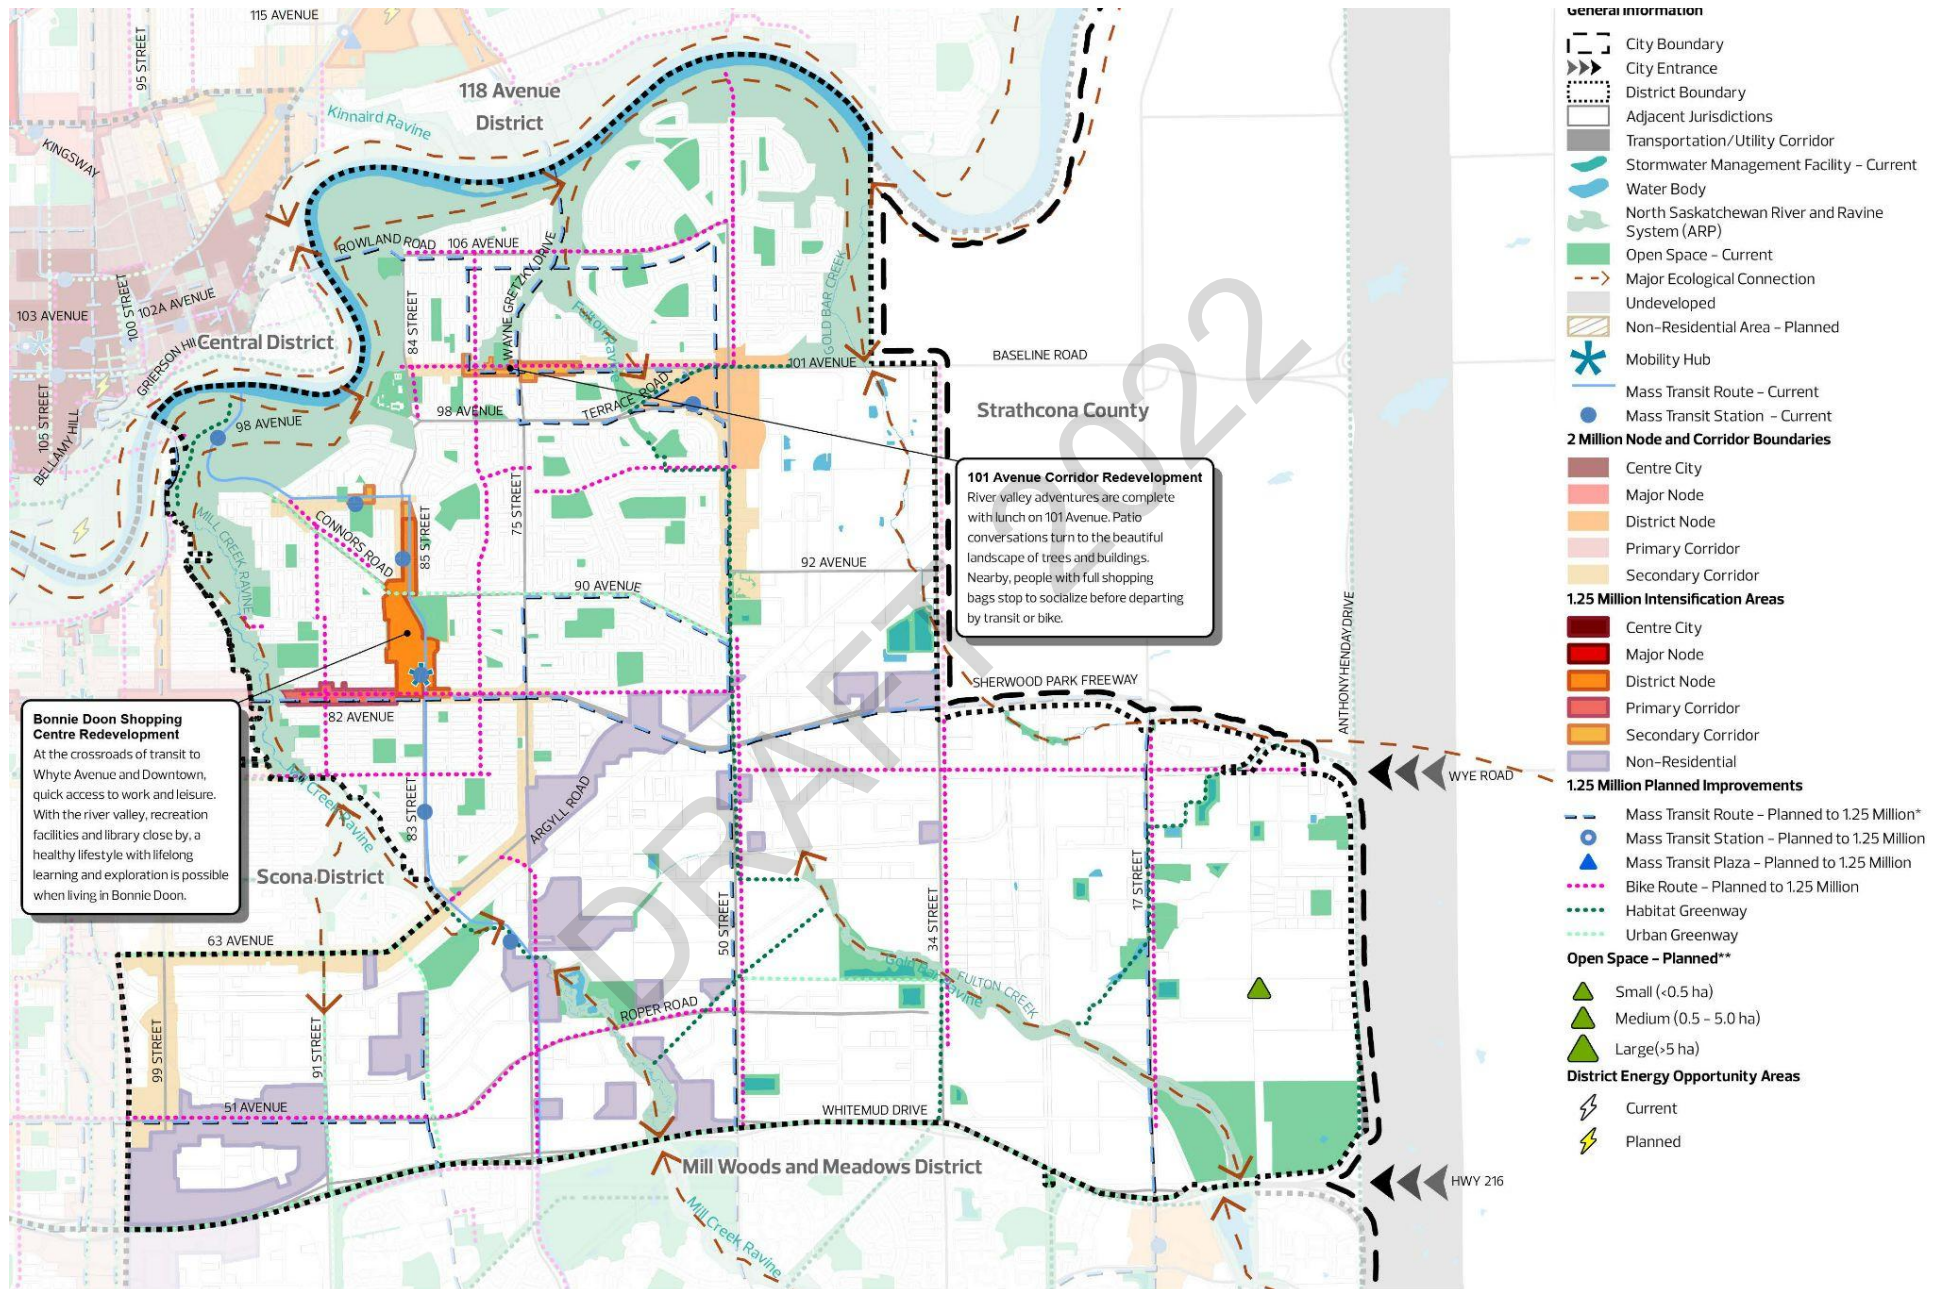 115 AVENUE
95 STREET
118 Avenue
District
Kinnaird Ravine
KINGSWAY
ROWLAND ROAD
106 AVENUE
WAYNE GRETZKY DRIVE
GOLD BAR CREEK
100 STREET
102A AVENUE
103 AVENUE
Central District
84 STREET
Fulton Ravine
101 AVENUE
BASELINE ROAD
105 STREET
BELLAMY HILL
98 AVENUE
98 AVENUE
TERRACE ROAD
Strathcona County
101 Avenue Corridor Redevelopment
River valley adventures are complete
with lunch on 101 Avenue. Patio
conversations turn to the beautiful
landscape of trees and buildings.
Nearby, people with full shopping
bags stop to socialize before departing
by transit or bike.
MILL CREEK RAVINE
CONNORS ROAD
85 STREET
75 STREET
90 AVENUE
92 AVENUE
ANTHONY HENDAY DRIVE
SHERWOOD PARK FREEWAY
82 AVENUE
Bonnie Doon Shopping
Centre Redevelopment
At the crossroads of transit to
Whyte Avenue and Downtown,
quick access to work and leisure.
With the river valley, recreation
facilities and library close by, a
healthy lifestyle with lifelong
learning and exploration is possible
when living in Bonnie Doon.
Mill Creek Ravine
83 STREET
ARGYLL ROAD
WYE ROAD
Scona District
50 STREET
34 STREET
17 STREET
63 AVENUE
Gold Bar Ravine
FULTON CREEK
ROPER ROAD
99 STREET
91 STREET
51 AVENUE
WHITEMUD DRIVE
Mill Woods and Meadows District
HWY 216
Mill Creek Ravine
DRAFT 2022
General Information
City Boundary
City Entrance
District Boundary
Adjacent Jurisdictions
Transportation/Utility Corridor
Stormwater Management Facility – Current
Water Body
North Saskatchewan River and Ravine
System (ARP)
Open Space – Current
Major Ecological Connection
Undeveloped
Non-Residential Area – Planned
Mobility Hub
Mass Transit Route – Current
Mass Transit Station – Current
2 Million Node and Corridor Boundaries
Centre City
Major Node
District Node
Primary Corridor
Secondary Corridor
1.25 Million Intensification Areas
Centre City
Major Node
District Node
Primary Corridor
Secondary Corridor
Non-Residential
1.25 Million Planned Improvements
Mass Transit Route – Planned to 1.25 Million*
Mass Transit Station – Planned to 1.25 Million
Mass Transit Plaza – Planned to 1.25 Million
Bike Route – Planned to 1.25 Million
Habitat Greenway
Urban Greenway
Open Space – Planned**
Small (<0.5 ha)
Medium (0.5 – 5.0 ha)
Large(>5 ha)
District Energy Opportunity Areas
Current
Planned